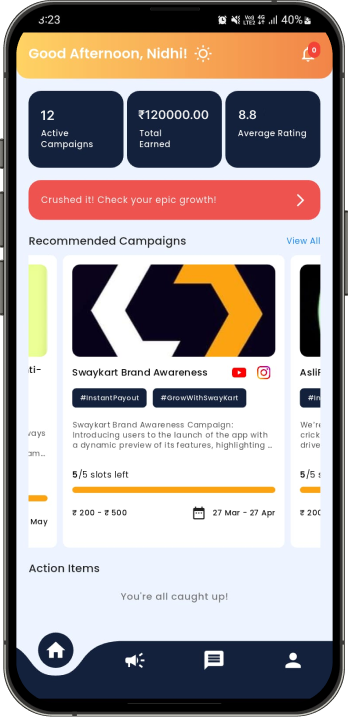 3:23
Vo) 4G
LTE2
40%
Good Afternoon, Nidhi!
0
12
Active
Campaigns
₹120000.00
Total
Earned
8.8
Average Rating
Crushed it! Check your epic growth!
Recommended Campaigns
View All
ti-
ways
am...
May
Swaykart Brand Awareness
#InstantPayout
#GrowWithSwayKart
Swaykart Brand Awareness Campaign:
Introducing users to the launch of the app with
a dynamic preview of its features, highlighting ...
5/5 slots left
₹ 200 - ₹ 500
27 Mar - 27 Apr
AsliF
#In
We're
crick
drive
5/5 s
₹ 200
Action Items
You're all caught up!